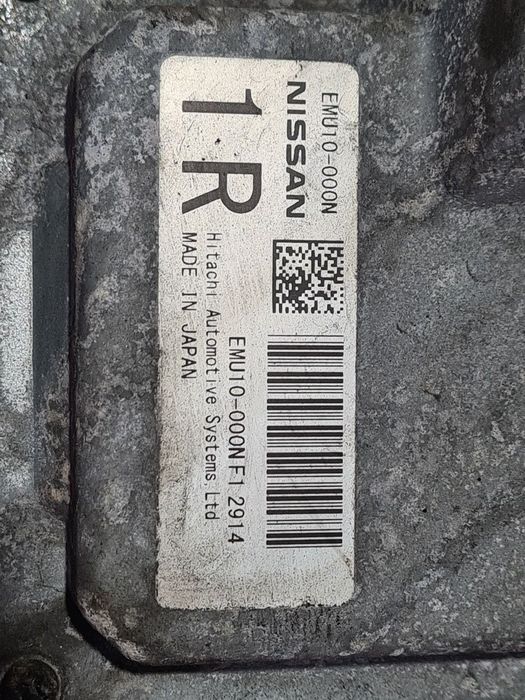 EMU10-000N
NISSAN
1R
EMU10-000N F1 2914
Hitachi Automotive Systems,Ltd
MADE IN JAPAN